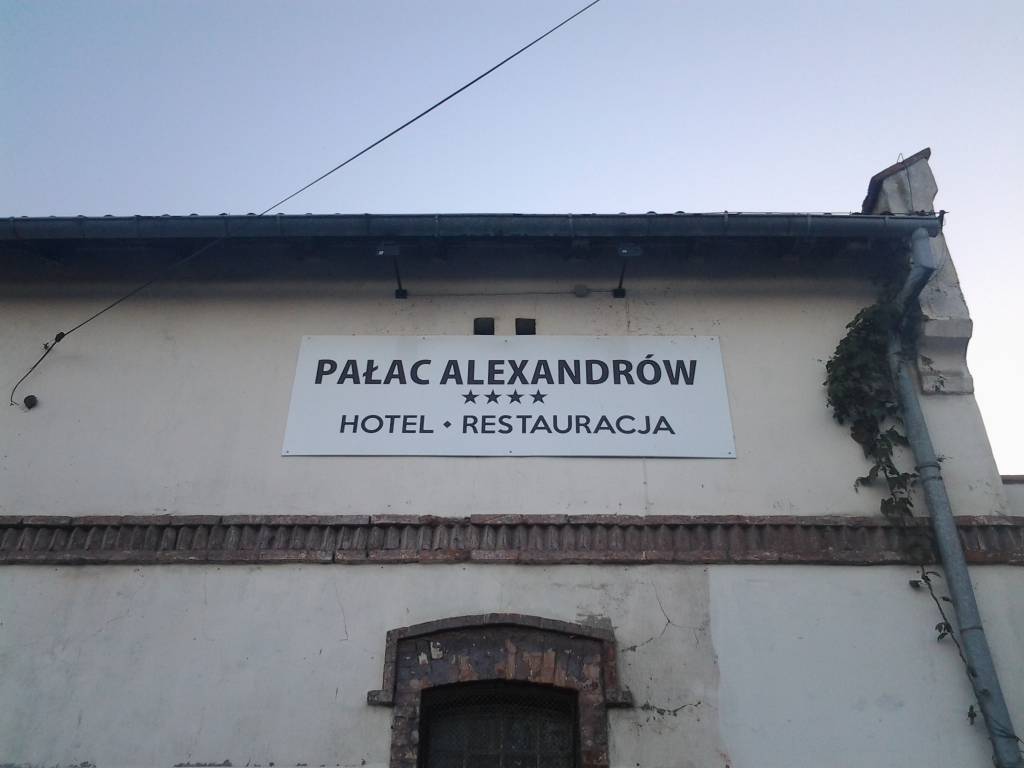 PAŁAC ALEXANDRÓW
★★★★
HOTEL • RESTAURACJA